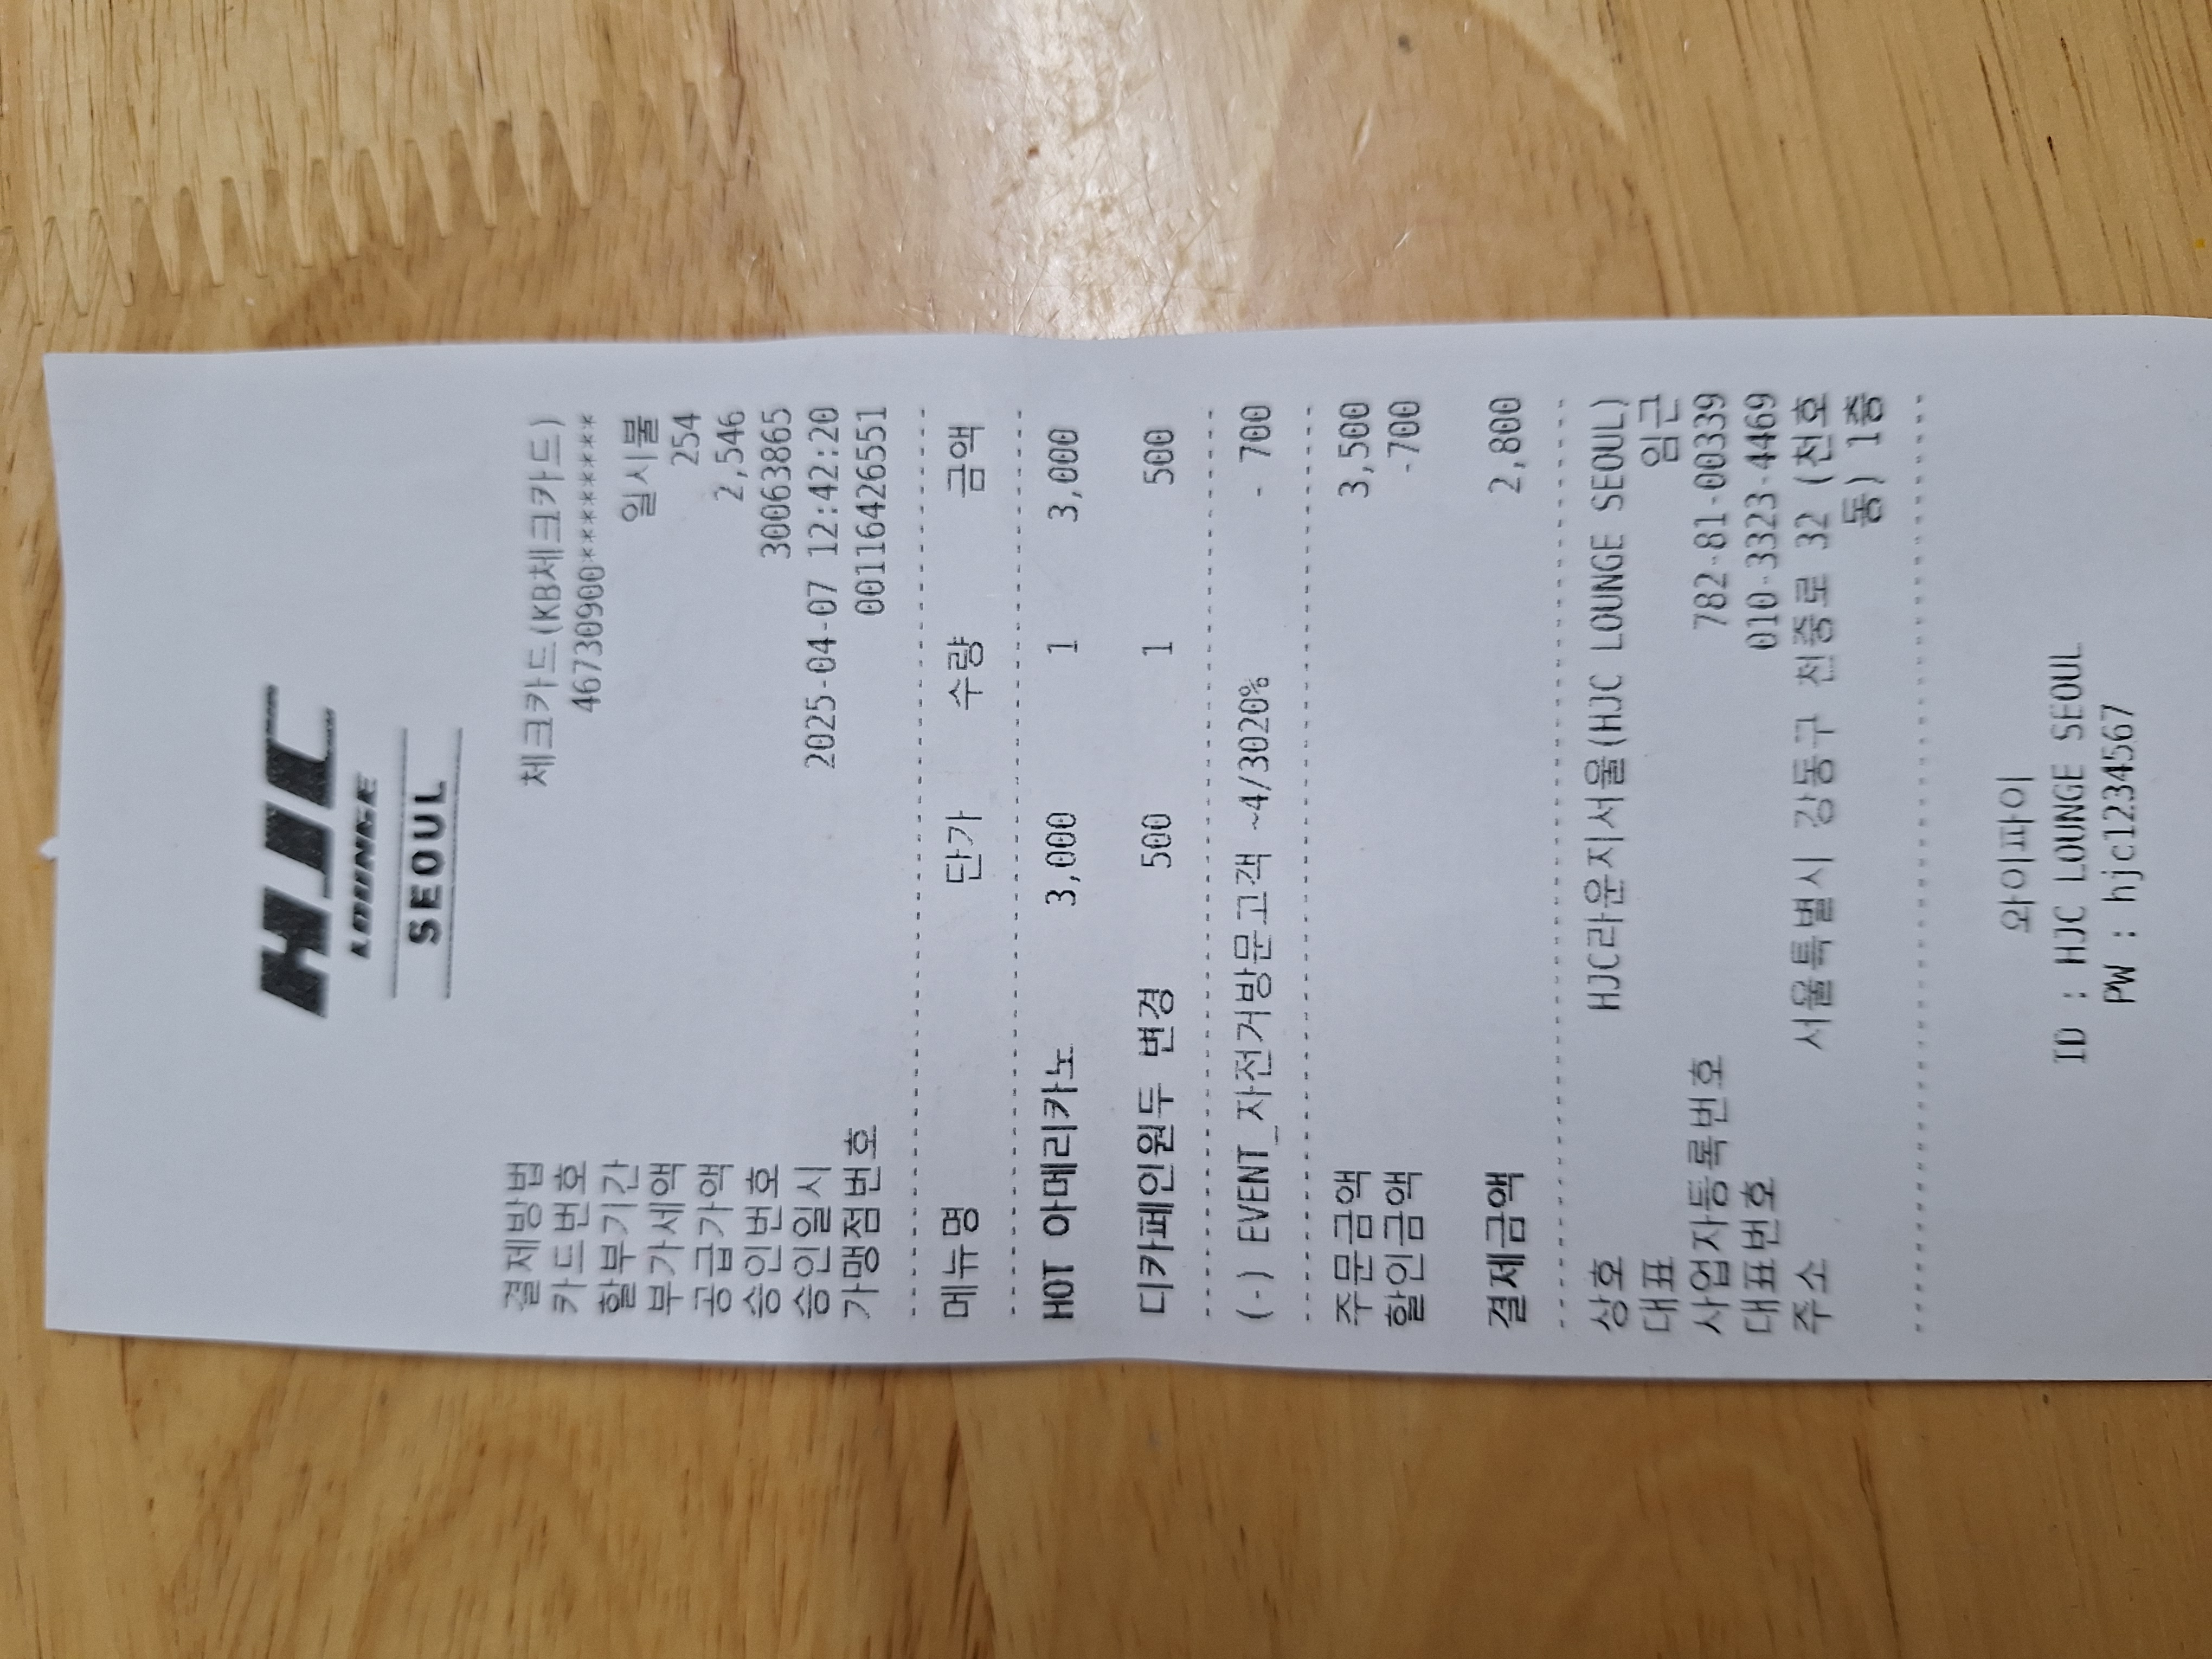 HJC
LOUNGE
SEOUL
결제방법 체크카드(KB체크카드)
카드번호 46730900********
할부기간 일시불
부가세액 254
공급가액 2,546
승인번호 30063865
승인일시 2025-04-07 12:42:20
가맹점번호 00116426551
메뉴명 단가 수량 금액
HOT 아메리카노 3,000 1 3,000
디카페인원두 변경 500 1 500
(-) EVENT_자전거방문고객 ~4/3020% - 700
주문금액 3,500
할인금액 -700
결제금액 2,800
상호 HJC라운지서울(HJC LOUNGE SEOUL)
대표 임근
사업자등록번호 782-81-00339
대표번호 010-3323-4469
주소 서울특별시 강동구 천중로 32 (천호
동) 1층
와이파이
ID : HJC LOUNGE SEOUL
PW : hjc1234567